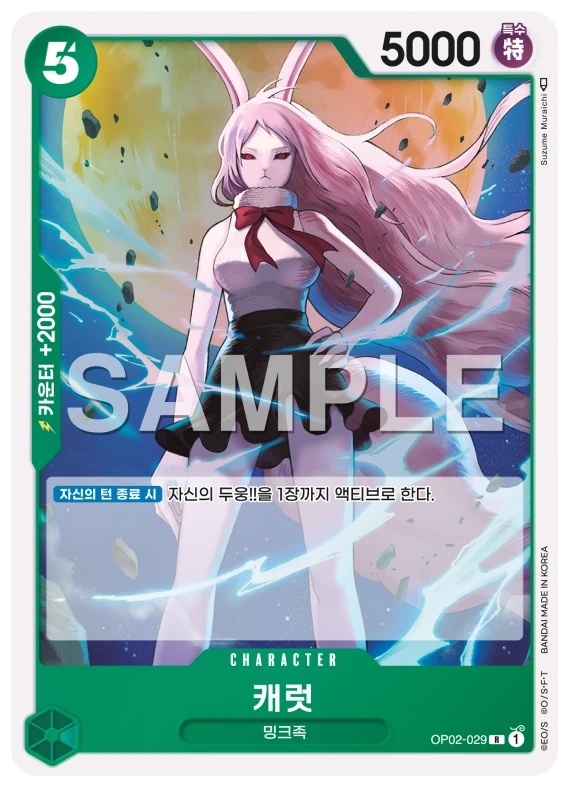 5
5000
특수
特
Suzume Muraichi
카운터 +2000
SAMPLE
자신의 턴 종료 시 자신의 두웅!!을 1장까지 액티브로 한다.
CHARACTER
캐럿
밍크족
OP02-029 R 1
©EO/S ©O/S·F·T BANDAI MADE IN KOREA